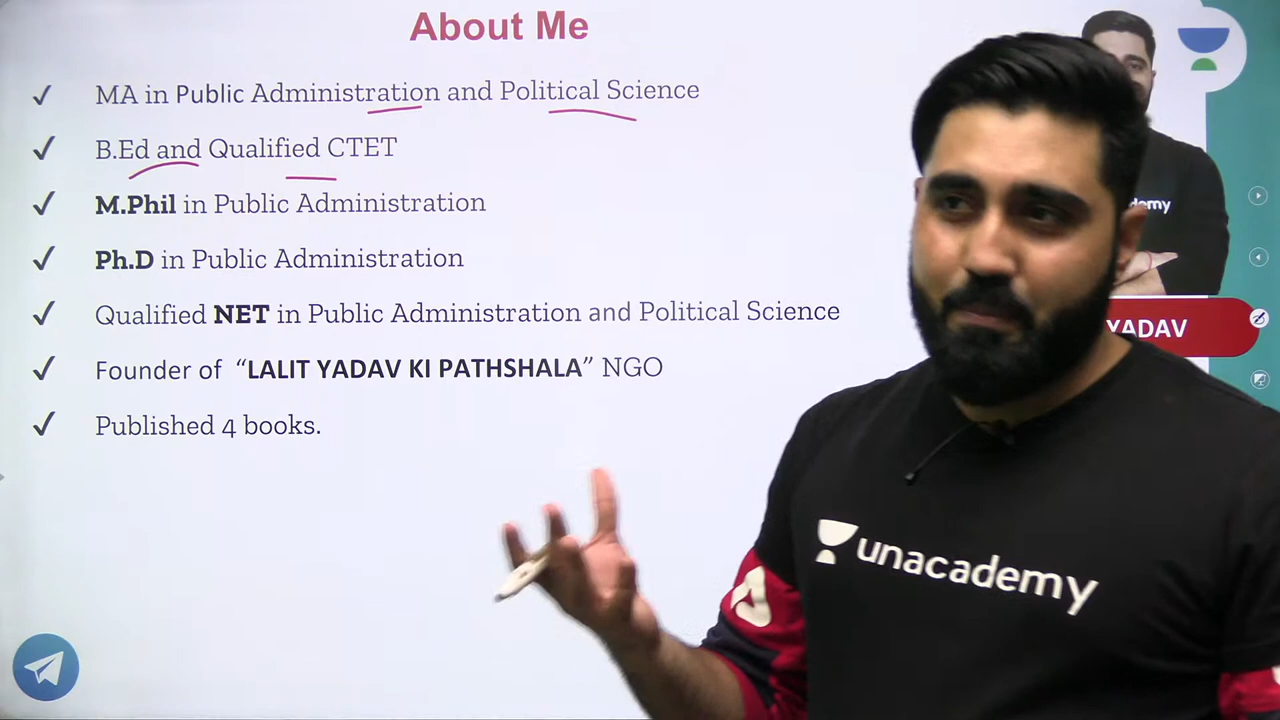 About Me
✓ MA in Public Administration and Political Science
✓ B.Ed and Qualified CTET
✓ M.Phil in Public Administration
✓ Ph.D in Public Administration
✓ Qualified NET in Public Administration and Political Science
✓ Founder of “LALIT YADAV KI PATHSHALA” NGO
✓ Published 4 books.
YADAV
unacademy